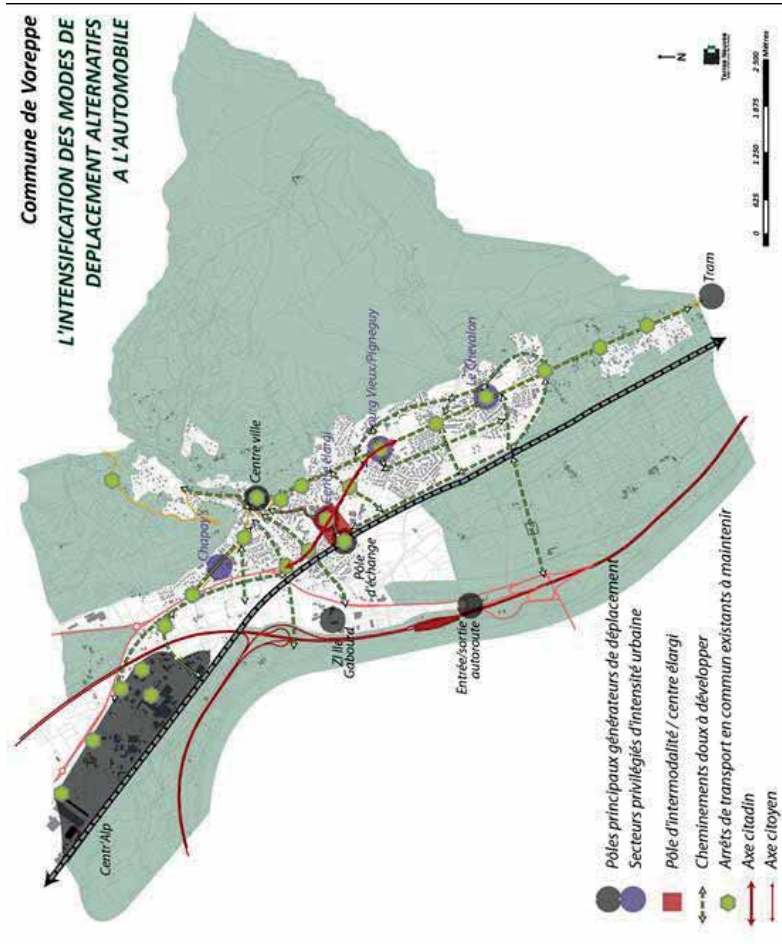 Commune de Voreppe
L'INTENSIFICATION DES MODES DE
DEPLACEMENT ALTERNATIFS
A L'AUTOMOBILE
N
Terres Neuves
0 625 1 250 1 875 2 500
Mètres
Centr'Alp
Chapays
Centre ville
Centre élargi
Pôle
d'échange
ZI Ile
Gabourd
Bourg Vieux/Pigneguy
Le Chevalon
Entrée/sortie
autoroute
Tram
Pôles principaux générateurs de déplacement
Secteurs privilégiés d'intensité urbaine
Pôle d'intermodalité / centre élargi
Cheminements doux à développer
Arrêts de transport en commun existants à maintenir
Axe citadin
Axe citoyen